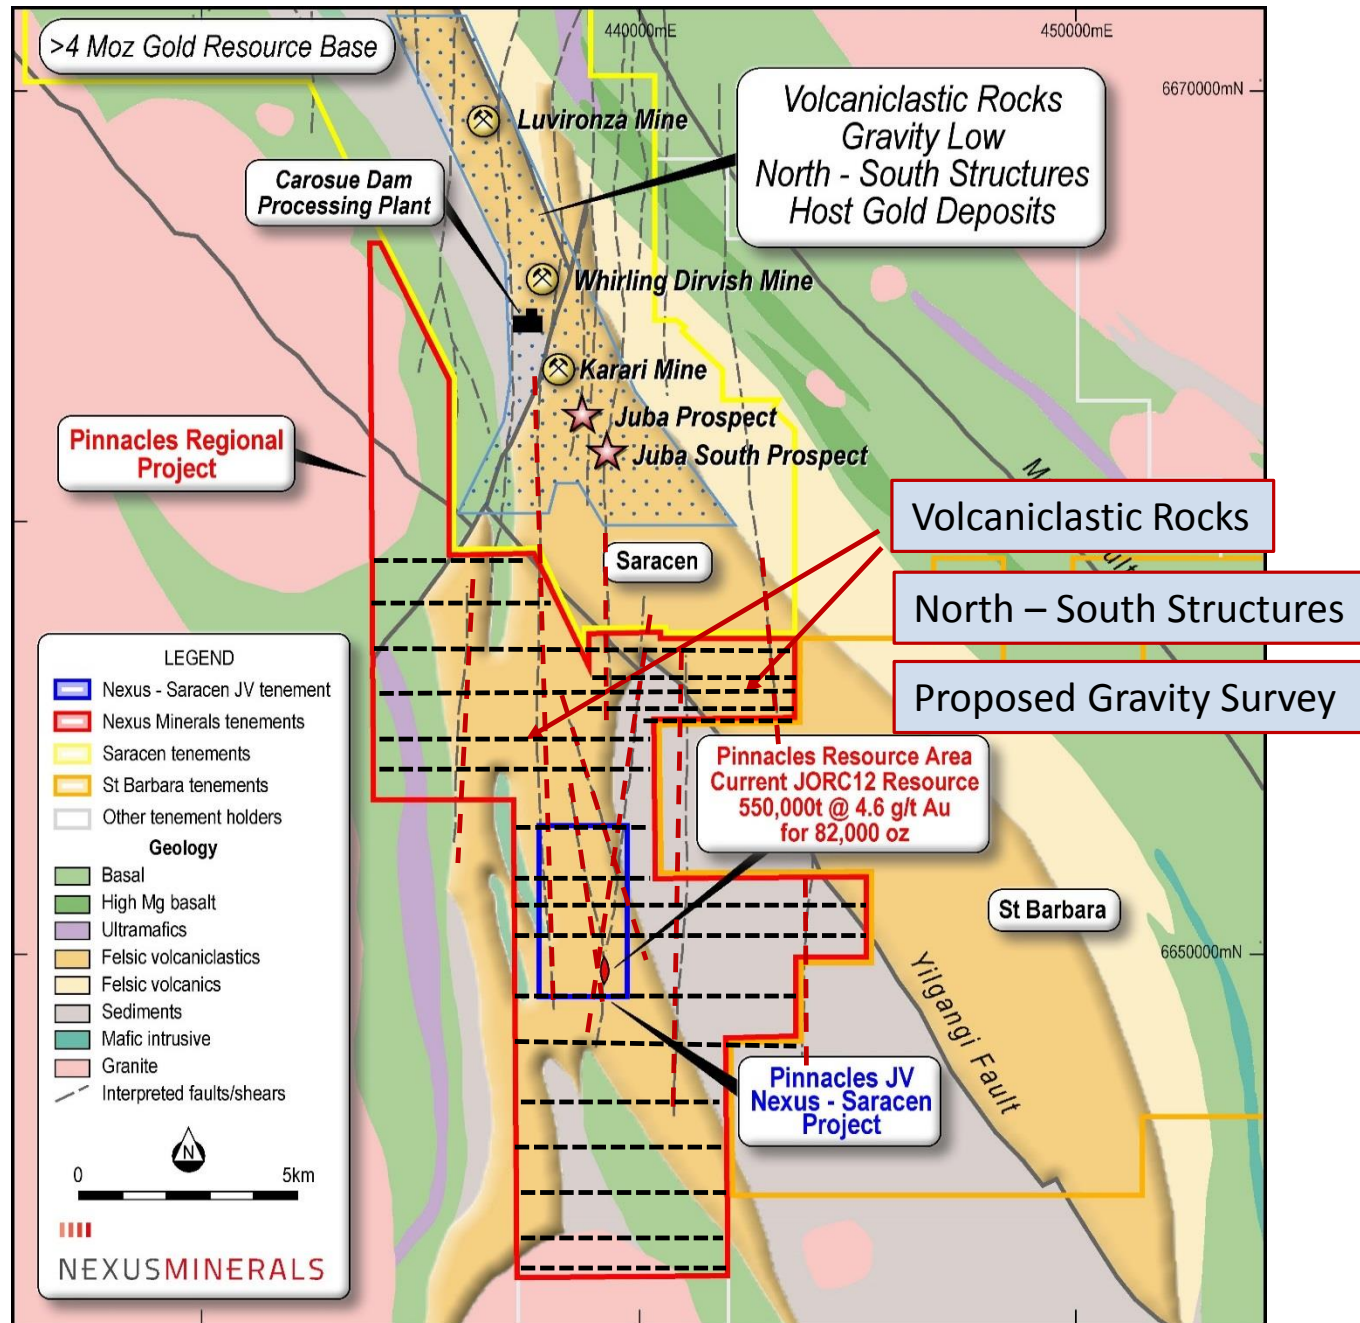 >4 Moz Gold Resource Base
440000mE
450000mE
6670000mN
Luvironza Mine
Volcaniclastic Rocks
Gravity Low
North - South Structures
Host Gold Deposits
Carosue Dam
Processing Plant
Whirling Dirvish Mine
Karari Mine
Juba Prospect
Juba South Prospect
Pinnacles Regional
Project
Saracen
Volcaniclastic Rocks
North – South Structures
Proposed Gravity Survey
Pinnacles Resource Area
Current JORC12 Resource
550,000t @ 4.6 g/t Au
for 82,000 oz
St Barbara
6650000mN
Yilgangi Fault
Pinnacles JV
Nexus - Saracen
Project
LEGEND
Nexus - Saracen JV tenement
Nexus Minerals tenements
Saracen tenements
St Barbara tenements
Other tenement holders
Geology
Basal
High Mg basalt
Ultramafics
Felsic volcaniclastics
Felsic volcanics
Sediments
Mafic intrusive
Granite
Interpreted faults/shears
N
0 5km
NEXUSMINERALS